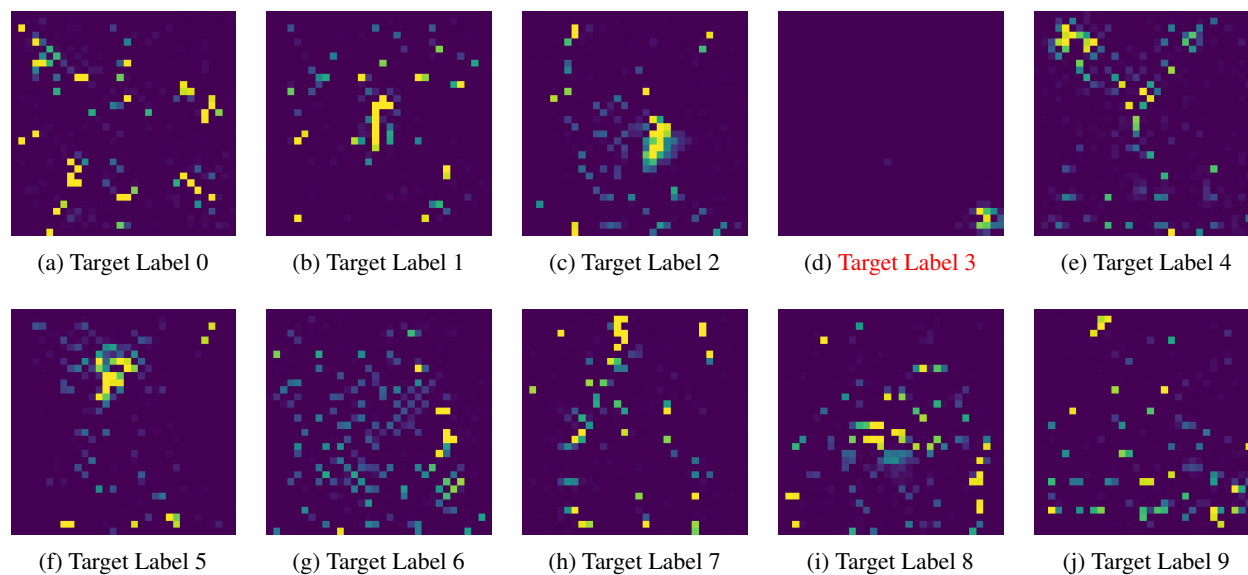 (a) Target Label 0
(b) Target Label 1
(c) Target Label 2
(d) Target Label 3
(e) Target Label 4
(f) Target Label 5
(g) Target Label 6
(h) Target Label 7
(i) Target Label 8
(j) Target Label 9